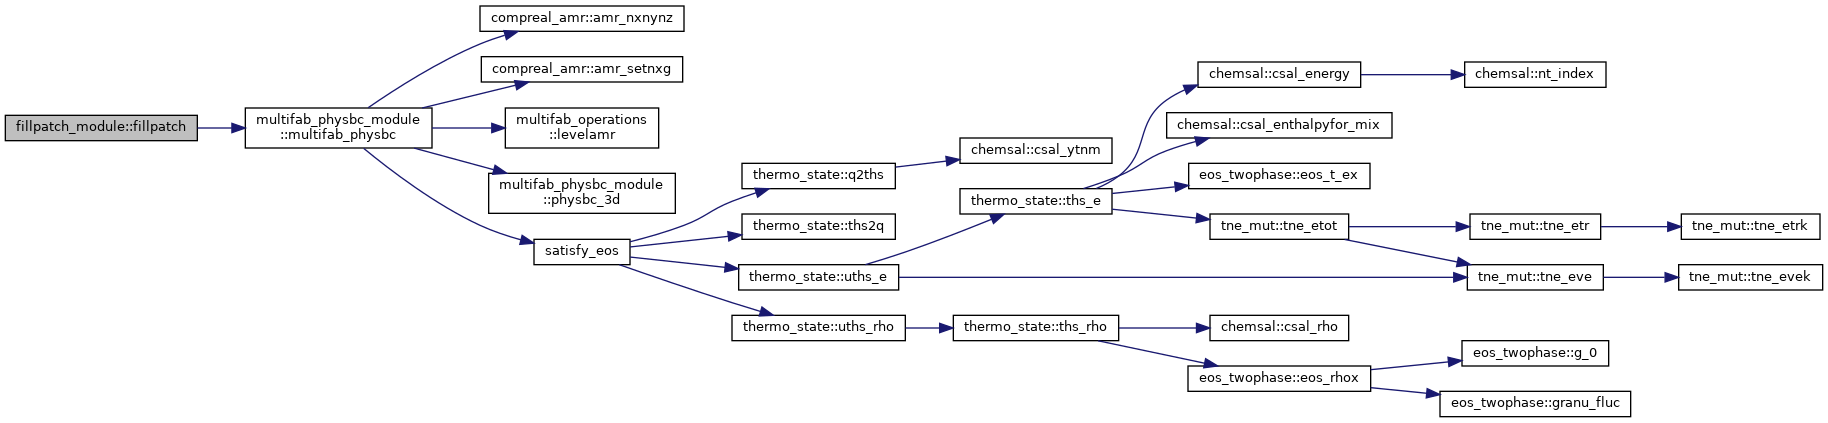 fillpatch_module::fillpatch
multifab_physbc_module
::multifab_physbc
compreal_amr::amr_nxnynz
compreal_amr::amr_setnxg
multifab_operations
::levelamr
multifab_physbc_module
::physbc_3d
satisfy_eos
thermo_state::q2ths
thermo_state::ths2q
thermo_state::uths_e
thermo_state::uths_rho
chemsal::csal_ytnm
thermo_state::ths_e
thermo_state::ths_rho
chemsal::csal_energy
chemsal::csal_enthalpyfor_mix
eos_twophase::eos_t_ex
tne_mut::tne_etot
chemsal::csal_rho
eos_twophase::eos_rhox
chemsal::nt_index
tne_mut::tne_etr
tne_mut::tne_eve
eos_twophase::g_0
eos_twophase::granu_fluc
tne_mut::tne_etrk
tne_mut::tne_evek